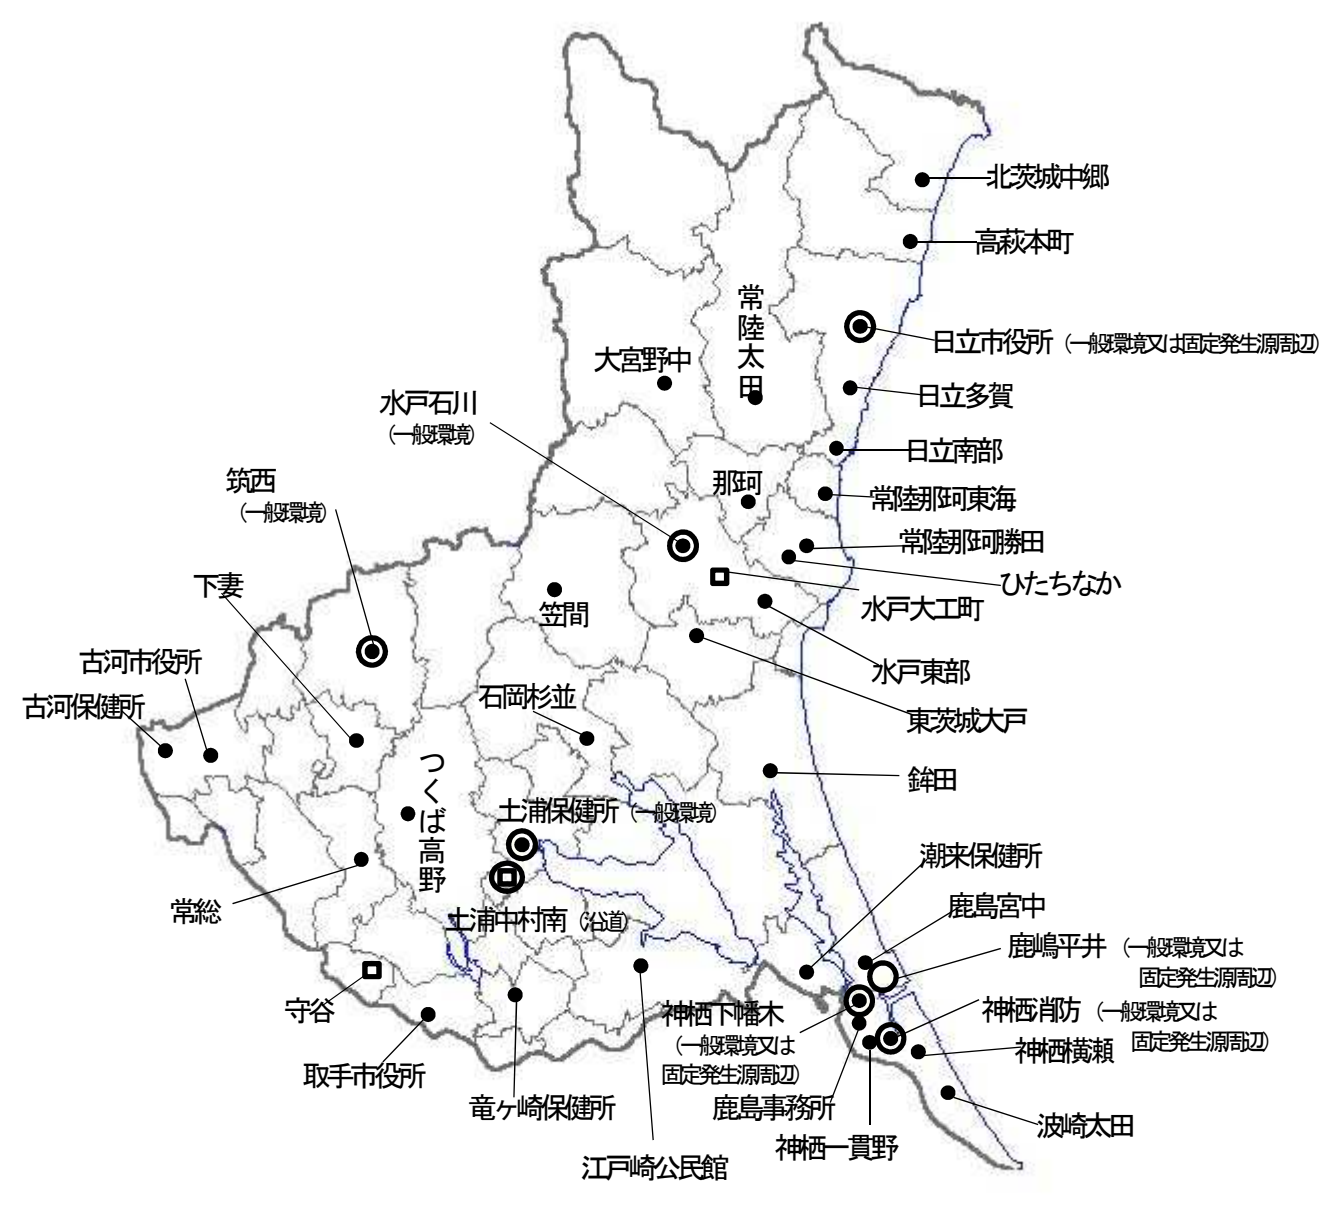 北茨城中郷
高萩本町
常陸太田
日立市役所（一般環境又は固定発生源周辺）
大宮野中
日立多賀
水戸石川
（一般環境）
日立南部
筑西
（一般環境）
那珂
常陸那珂東海
常陸那珂勝田
ひたちなか
下妻
水戸大工町
笠間
古河市役所
水戸東部
石岡杉並
古河保健所
東茨城大戸
つくば高野
鉾田
土浦保健所（一般環境）
潮来保健所
常総
鹿島宮中
土浦中村南（沿道）
鹿嶋平井（一般環境又は
固定発生源周辺）
守谷
神栖下幡木
（一般環境又は
固定発生源周辺）
神栖消防（一般環境又は
固定発生源周辺）
神栖横瀬
取手市役所
竜ヶ崎保健所
鹿島事務所
波崎太田
神栖一貫野
江戸崎公民館